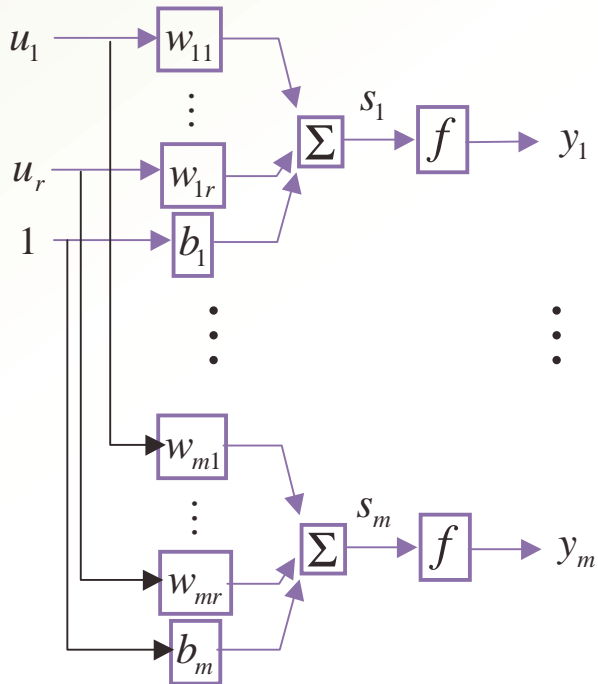 u₁ w₁₁
⋮ s₁
Σ f y₁
uᵣ w₁ᵣ
1 b₁
⋮ ⋮
wₘ₁
⋮ sₘ
Σ f yₘ
wₘᵣ
bₘ